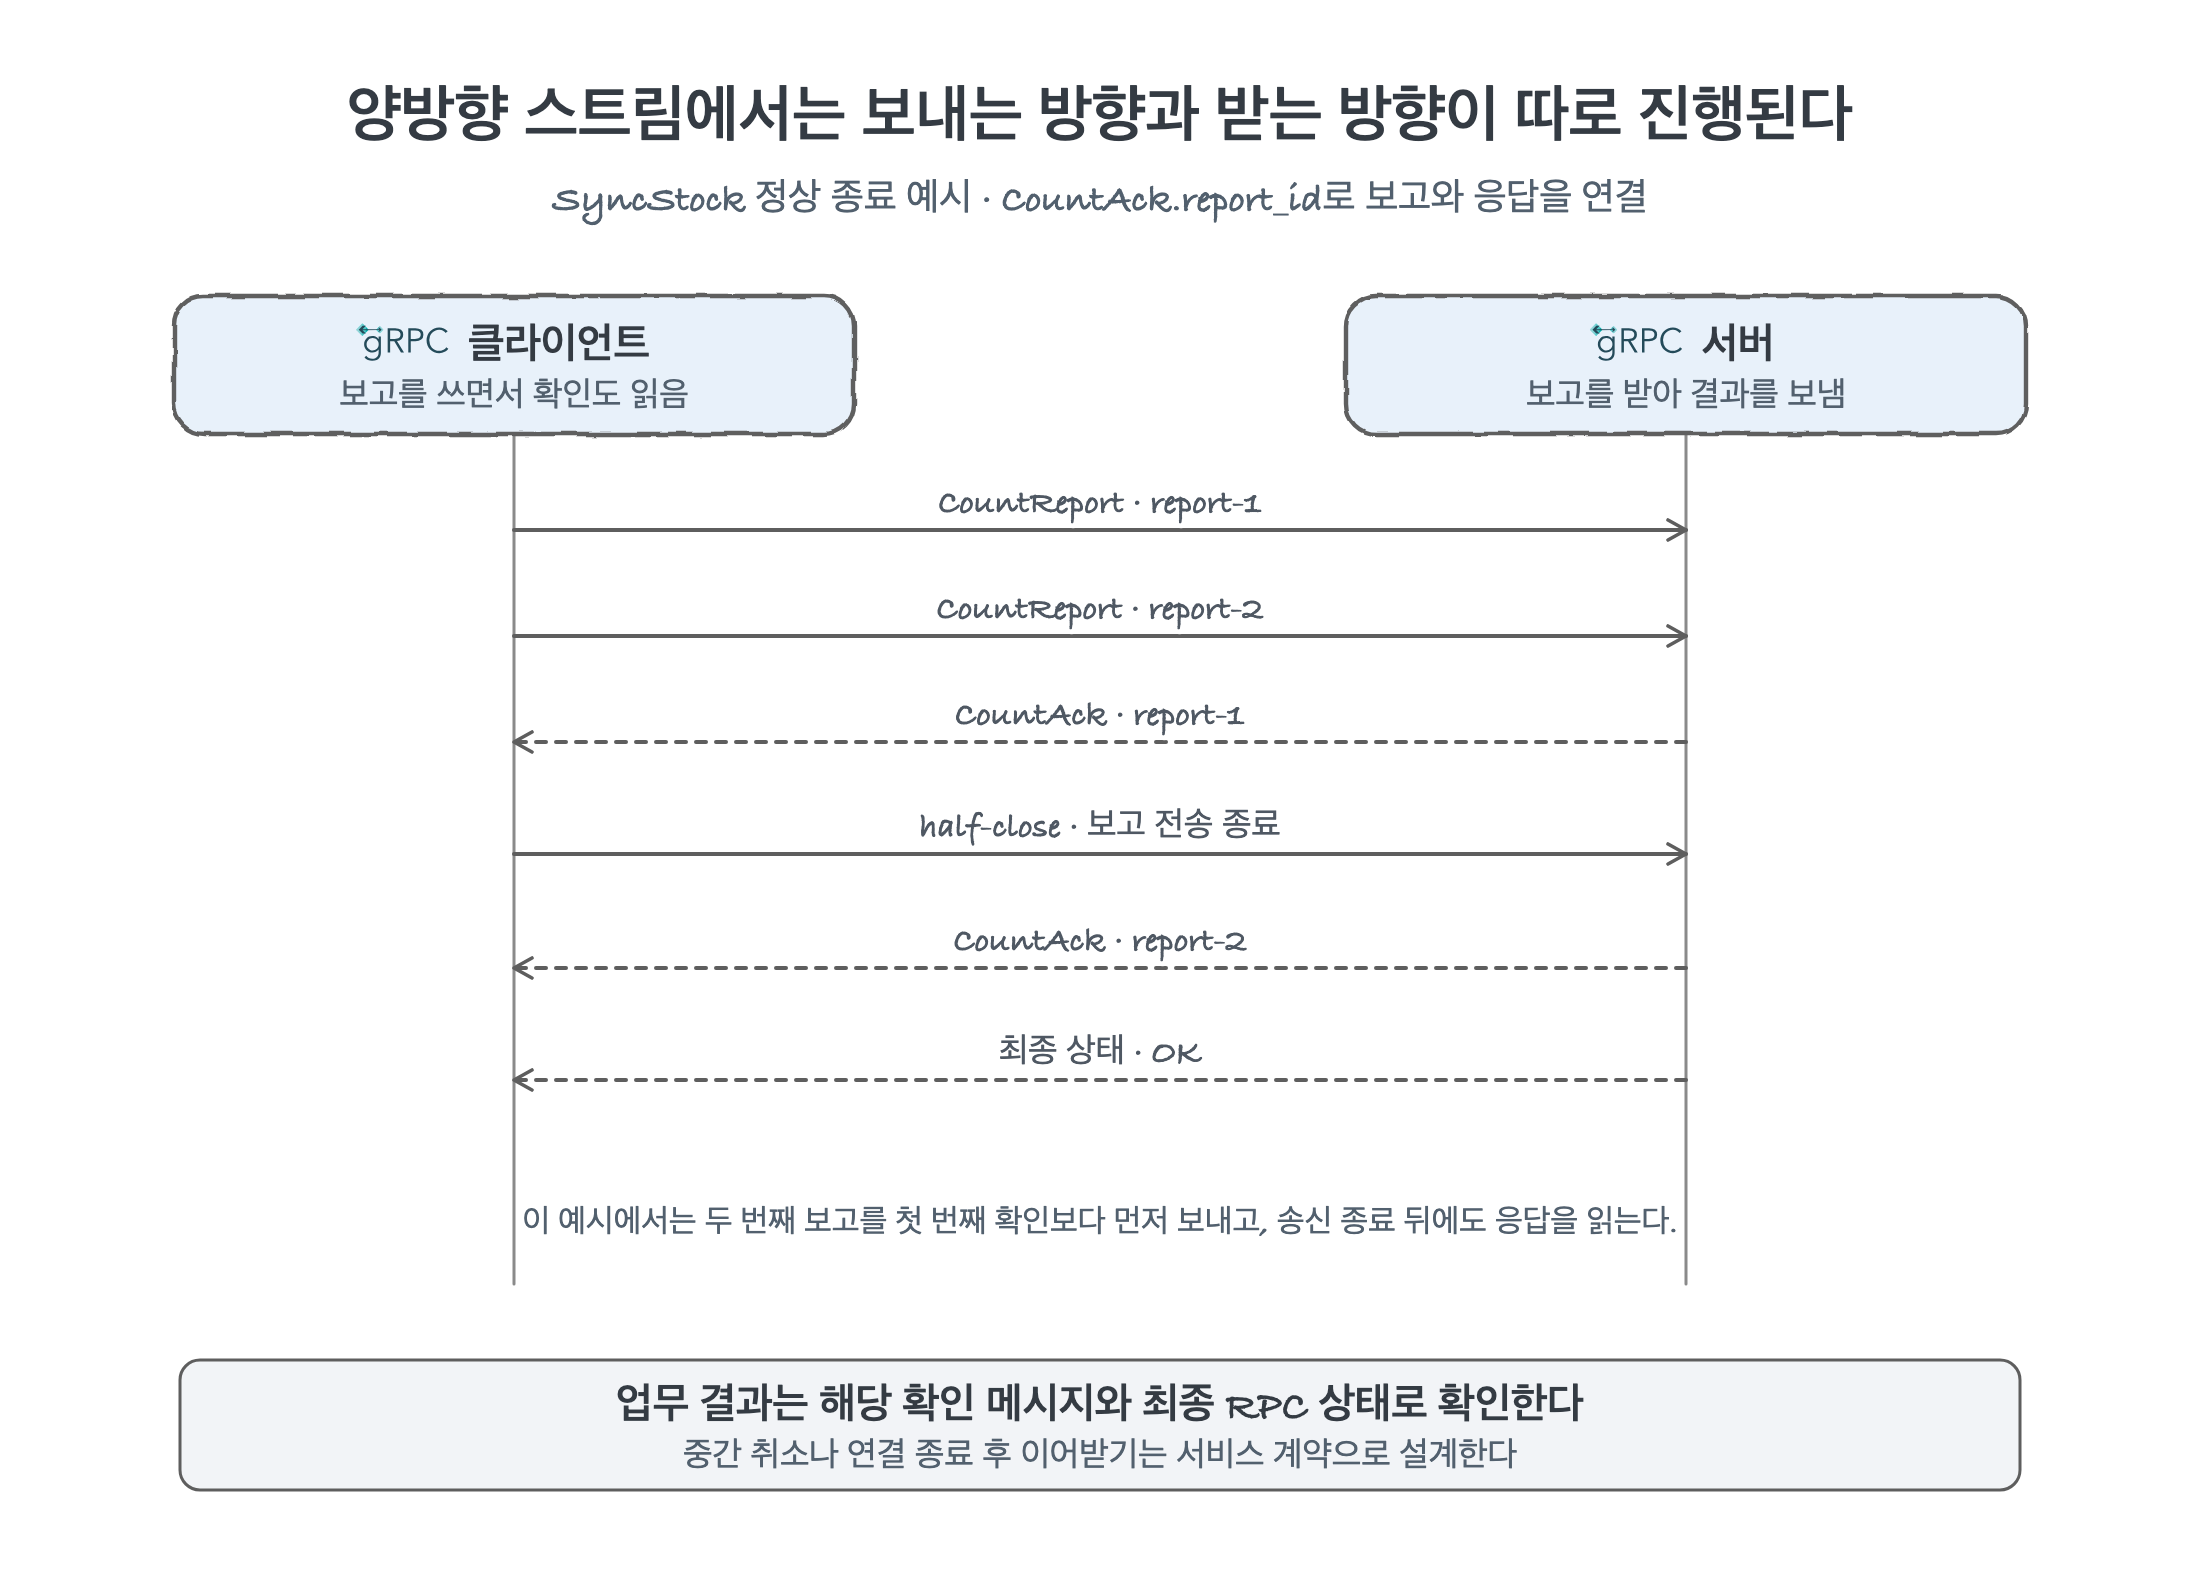 양방향 스트림에서는 보내는 방향과 받는 방향이 따로 진행된다
SyncStock 정상 종료 예시 · CountAck.report_id로 보고와 응답을 연결
gRPC 클라이언트
보고를 쓰면서 확인도 읽음
gRPC 서버
보고를 받아 결과를 보냄
CountReport · report-1
CountReport · report-2
CountAck · report-1
half-close · 보고 전송 종료
CountAck · report-2
최종 상태 · OK
이 예시에서는 두 번째 보고를 첫 번째 확인보다 먼저 보내고, 송신 종료 뒤에도 응답을 읽는다.
업무 결과는 해당 확인 메시지와 최종 RPC 상태로 확인한다
중간 취소나 연결 종료 후 이어받기는 서비스 계약으로 설계한다